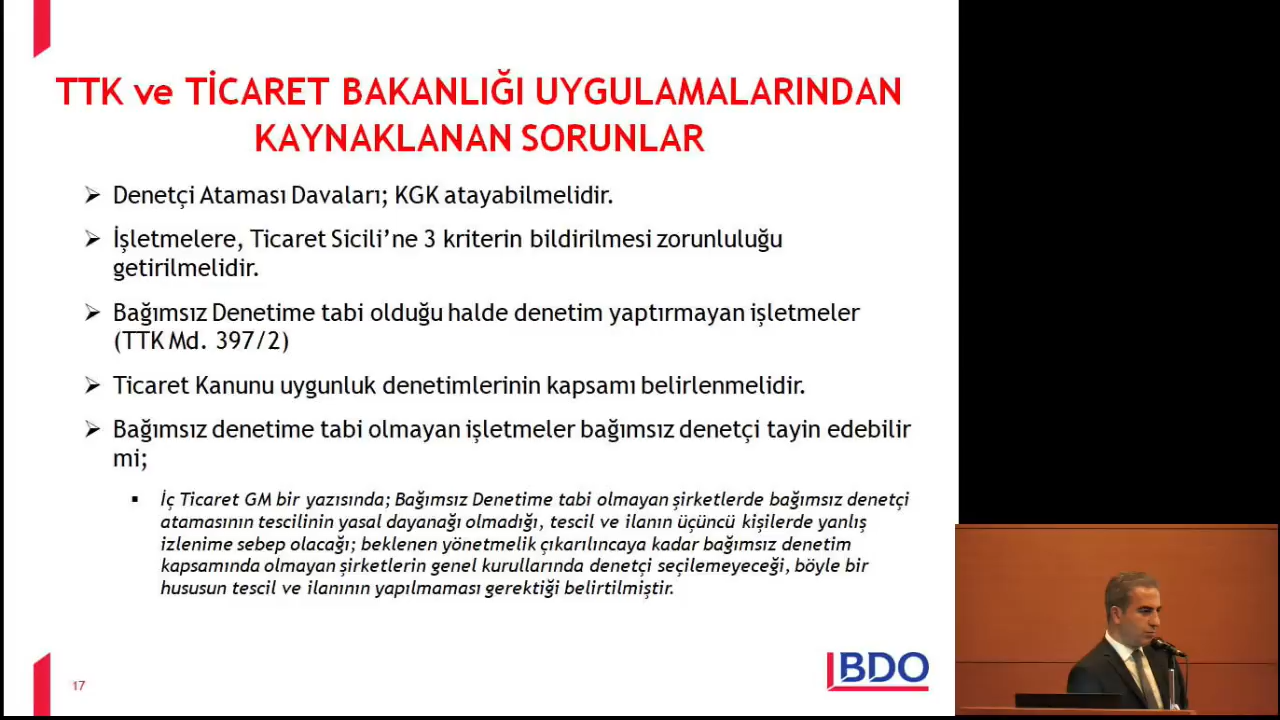 TTK ve TİCARET BAKANLIĞI UYGULAMALARINDAN
KAYNAKLANAN SORUNLAR
➢ Denetçi Ataması Davaları; KGK atayabilmelidir.
➢ İşletmelere, Ticaret Sicili’ne 3 kriterin bildirilmesi zorunluluğu
getirilmelidir.
➢ Bağımsız Denetime tabi olduğu halde denetim yaptırmayan işletmeler
(TTK Md. 397/2)
➢ Ticaret Kanunu uygunluk denetimlerinin kapsamı belirlenmelidir.
➢ Bağımsız denetime tabi olmayan işletmeler bağımsız denetçi tayin edebilir
mi;
▪ İç Ticaret GM bir yazısında; Bağımsız Denetime tabi olmayan şirketlerde bağımsız denetçi
atamasının tescilinin yasal dayanağı olmadığı, tescil ve ilanın üçüncü kişilerde yanlış
izlenime sebep olacağı; beklenen yönetmelik çıkarılıncaya kadar bağımsız denetim
kapsamında olmayan şirketlerin genel kurullarında denetçi seçilemeyeceği, böyle bir
hususun tescil ve ilanının yapılmaması gerektiği belirtilmiştir.
17
BDO